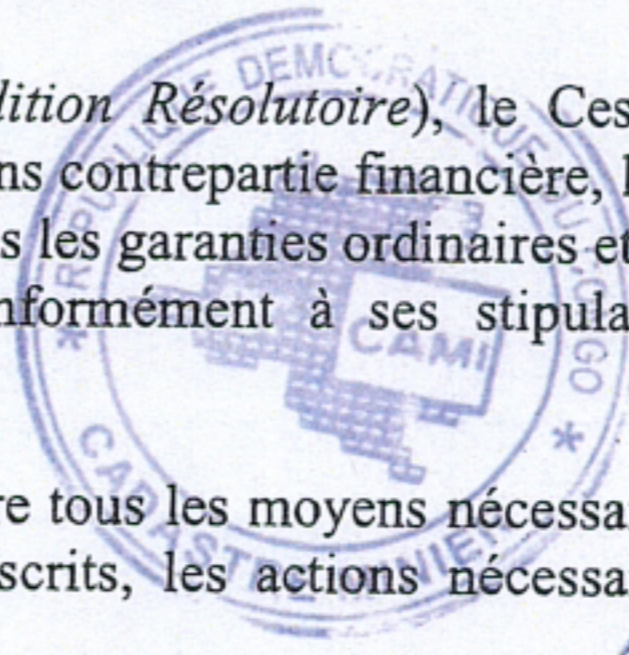 dition Résolutoire), le Ces
ns contrepartie financière, l
s les garanties ordinaires et
nformément à ses stipula
re tous les moyens nécessa
scrits, les actions nécessa
* REPUBLIQUE DEMOCRATIQUE DU CONGO *
CAMI
CADASTRE MINIER